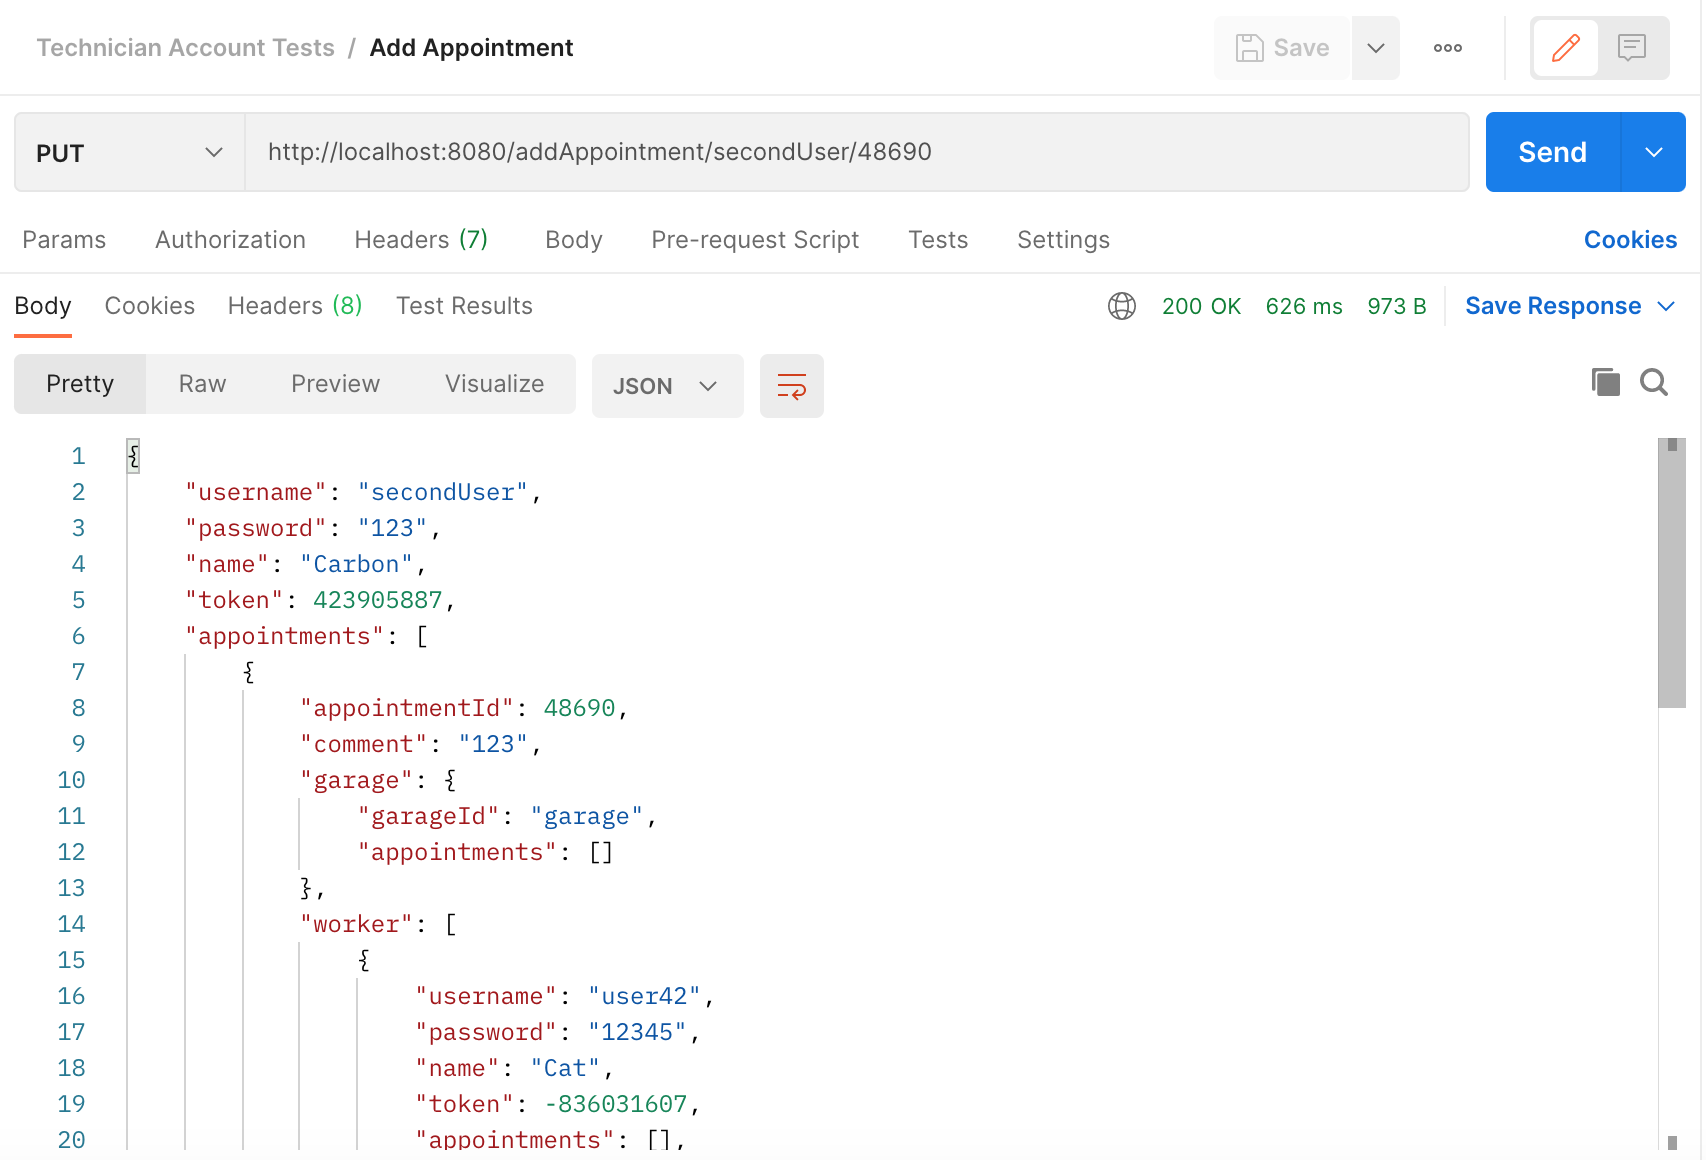 Technician Account Tests / Add Appointment Save
PUT http://localhost:8080/addAppointment/secondUser/48690 Send
Params Authorization Headers (7) Body Pre-request Script Tests Settings Cookies
Body Cookies Headers (8) Test Results 200 OK 626 ms 973 B Save Response
Pretty Raw Preview Visualize JSON
1 {
2 "username": "secondUser",
3 "password": "123",
4 "name": "Carbon",
5 "token": 423905887,
6 "appointments": [
7 {
8 "appointmentId": 48690,
9 "comment": "123",
10 "garage": {
11 "garageId": "garage",
12 "appointments": []
13 },
14 "worker": [
15 {
16 "username": "user42",
17 "password": "12345",
18 "name": "Cat",
19 "token": -836031607,
20 "appointments": [],